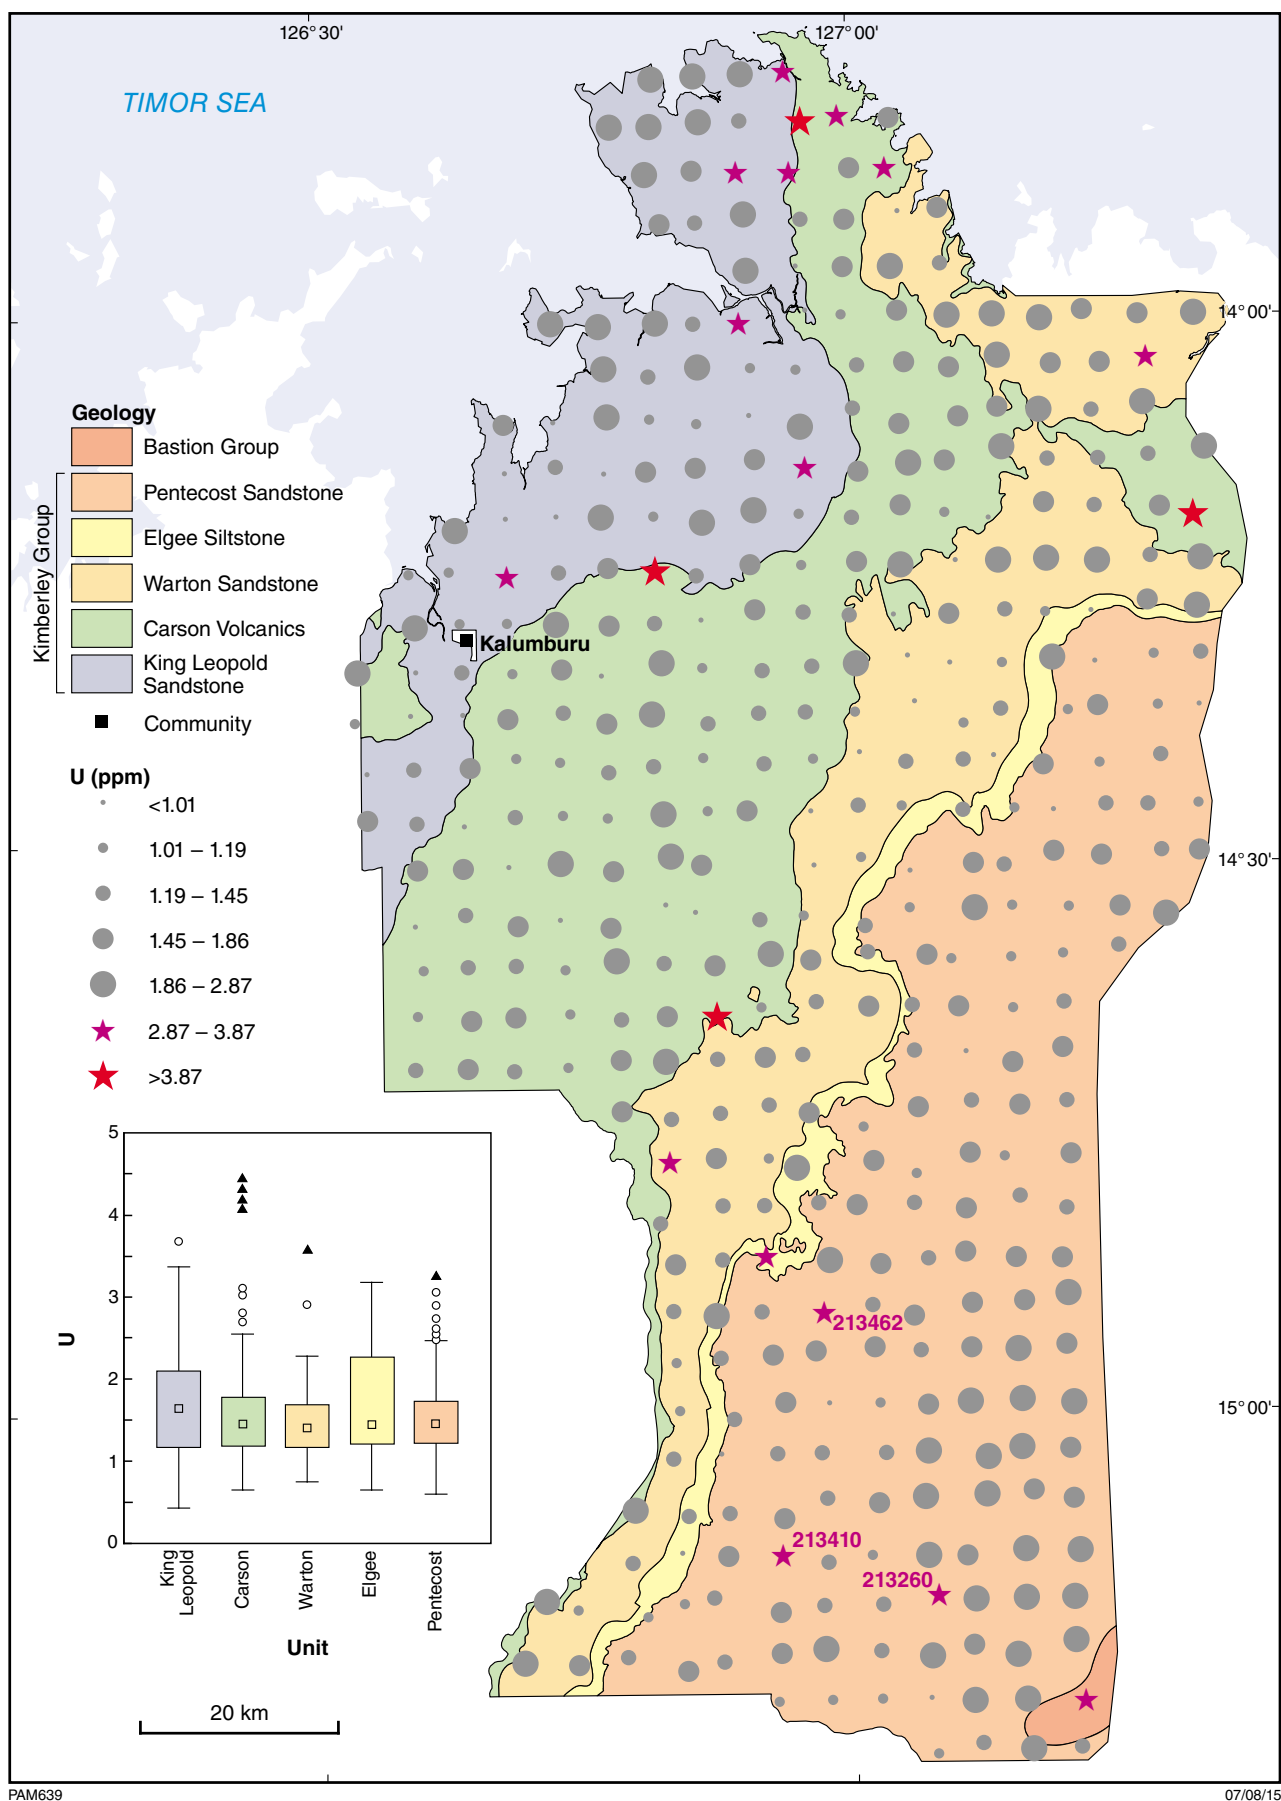 126°30'
127°00'
TIMOR SEA
14°00'
Geology
Bastion Group
Pentecost Sandstone
Elgee Siltstone
Warton Sandstone
Carson Volcanics
King Leopold
Sandstone
Kimberley Group
Community
Kalumburu
U (ppm)
<1.01
1.01 – 1.19
1.19 – 1.45
1.45 – 1.86
1.86 – 2.87
2.87 – 3.87
>3.87
14°30'
5
4
3
2
1
0
U
King
Leopold
Carson
Warton
Elgee
Pentecost
Unit
213462
15°00'
213410
213260
20 km
PAM639
07/08/15